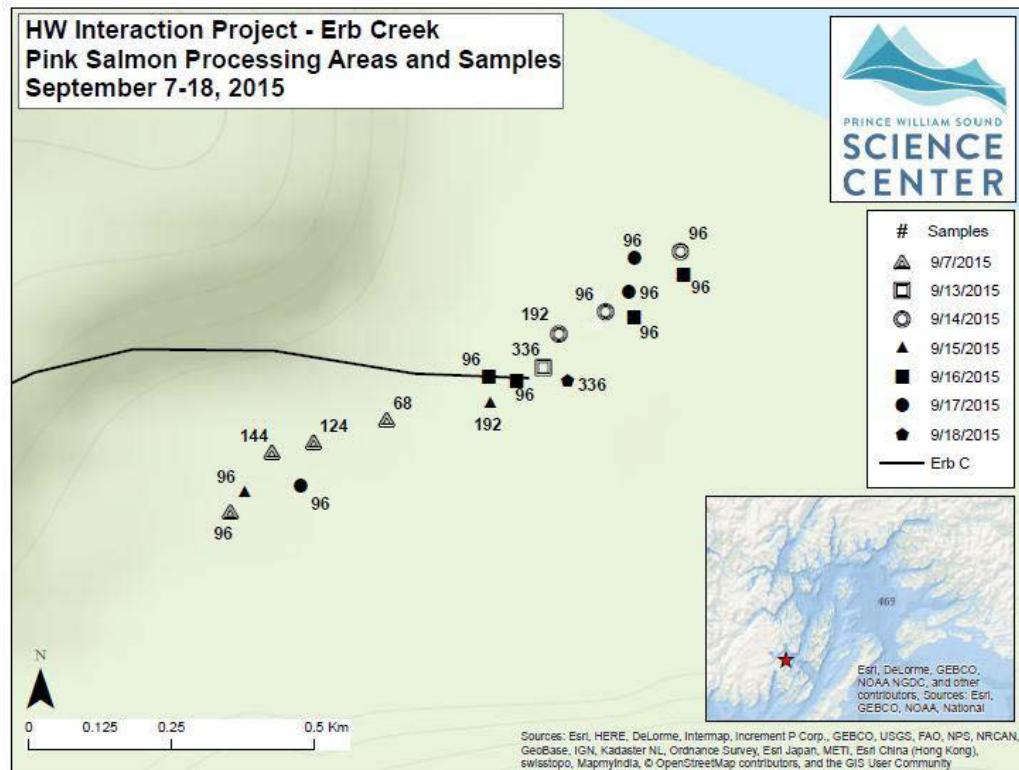 HW Interaction Project - Erb Creek
Pink Salmon Processing Areas and Samples
September 7-18, 2015
PRINCE WILLIAM SOUND
SCIENCE
CENTER
# Samples
9/7/2015
9/13/2015
9/14/2015
9/15/2015
9/16/2015
9/17/2015
9/18/2015
Erb C
96
96
96
96
96
96
192
336
96
96
336
192
68
124
144
96
96
96
N
0 0.125 0.25 0.5 Km
469
Esri, DeLorme, GEBCO,
NOAA NGDC, and other
contributors, Sources: Esri,
GEBCO, NOAA, National
Sources: Esri, HERE, DeLorme, Intermap, increment P Corp., GEBCO, USGS, FAO, NPS, NRCAN,
GeoBase, IGN, Kadaster NL, Ordnance Survey, Esri Japan, METI, Esri China (Hong Kong),
swisstopo, MapmyIndia, © OpenStreetMap contributors, and the GIS User Community